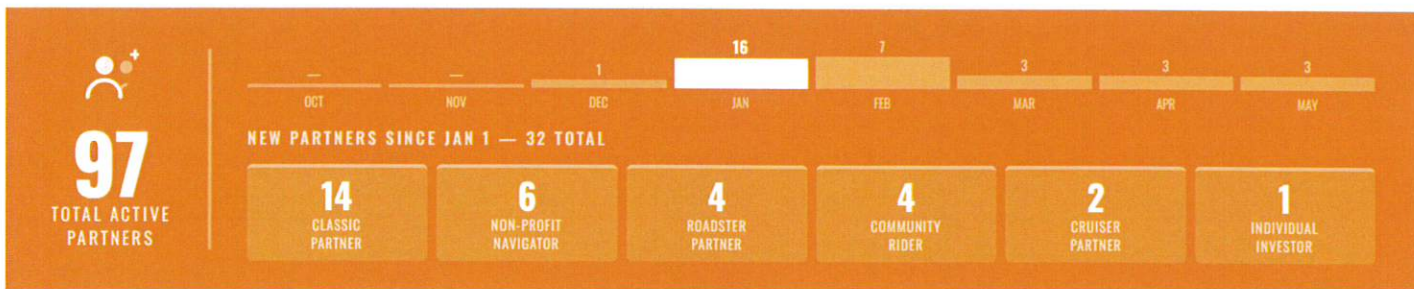 97
TOTAL ACTIVE
PARTNERS
— — 1 16 7 3 3 3
OCT NOV DEC JAN FEB MAR APR MAY
NEW PARTNERS SINCE JAN 1 — 32 TOTAL
14
CLASSIC
PARTNER
6
NON-PROFIT
NAVIGATOR
4
ROADSTER
PARTNER
4
COMMUNITY
RIDER
2
CRUISER
PARTNER
1
INDIVIDUAL
INVESTOR